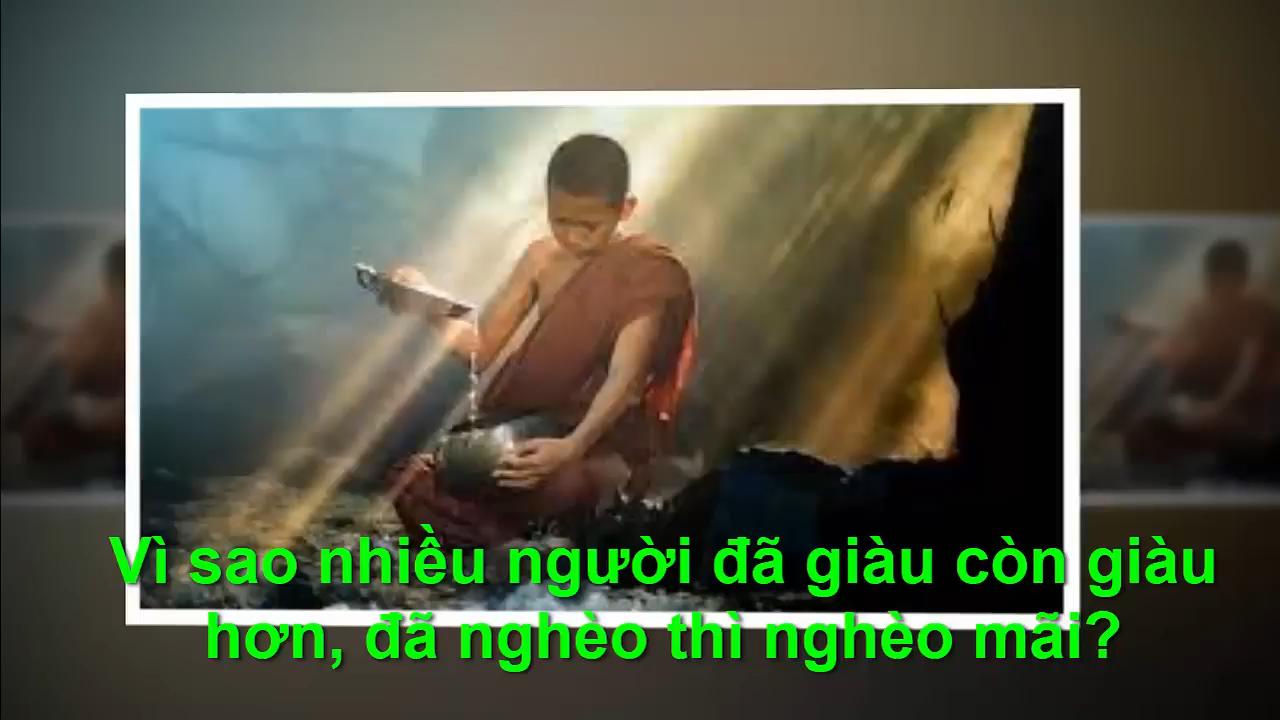 Vì sao nhiều người đã giàu còn giàu
hơn, đã nghèo thì nghèo mãi?